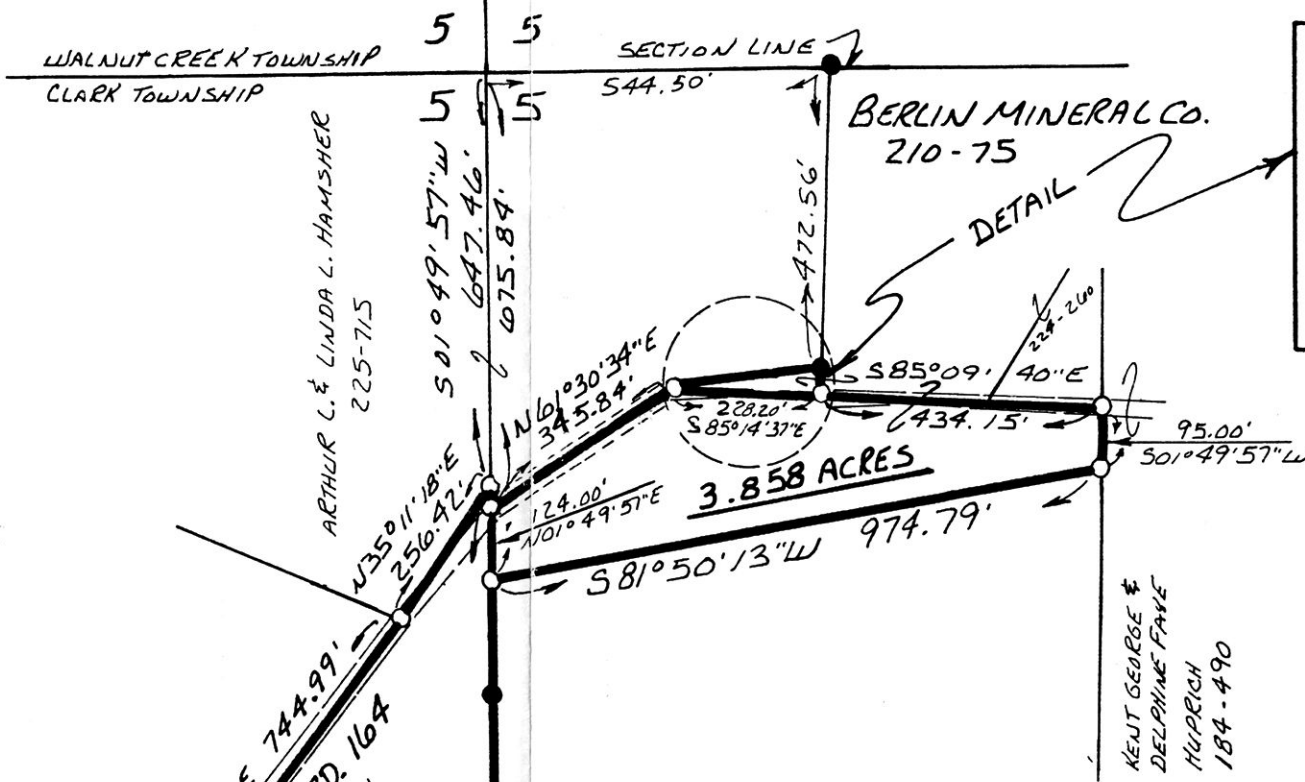 5 5
WALNUT CREEK TOWNSHIP
SECTION LINE
CLARK TOWNSHIP
544.50'
5 5
BERLIN MINERAL CO.
210-75
ARTHUR L. & LINDA L. HAMSHER
225-715
S01°49'57"W
647.46'
675.84'
472.56'
DETAIL
224-260
N61°30'34"E
345.84'
S85°09'40"E
434.15'
228.20'
S85°14'37"E
95.00'
S01°49'57"W
3.858 ACRES
N35°11'18"E
256.42'
124.00'
N01°49'57"E
974.79'
S81°50'13"W
744.99'
E
RD. 164
KENT GEORGE &
DELPHINE FAYE
HUPRICH
184-490